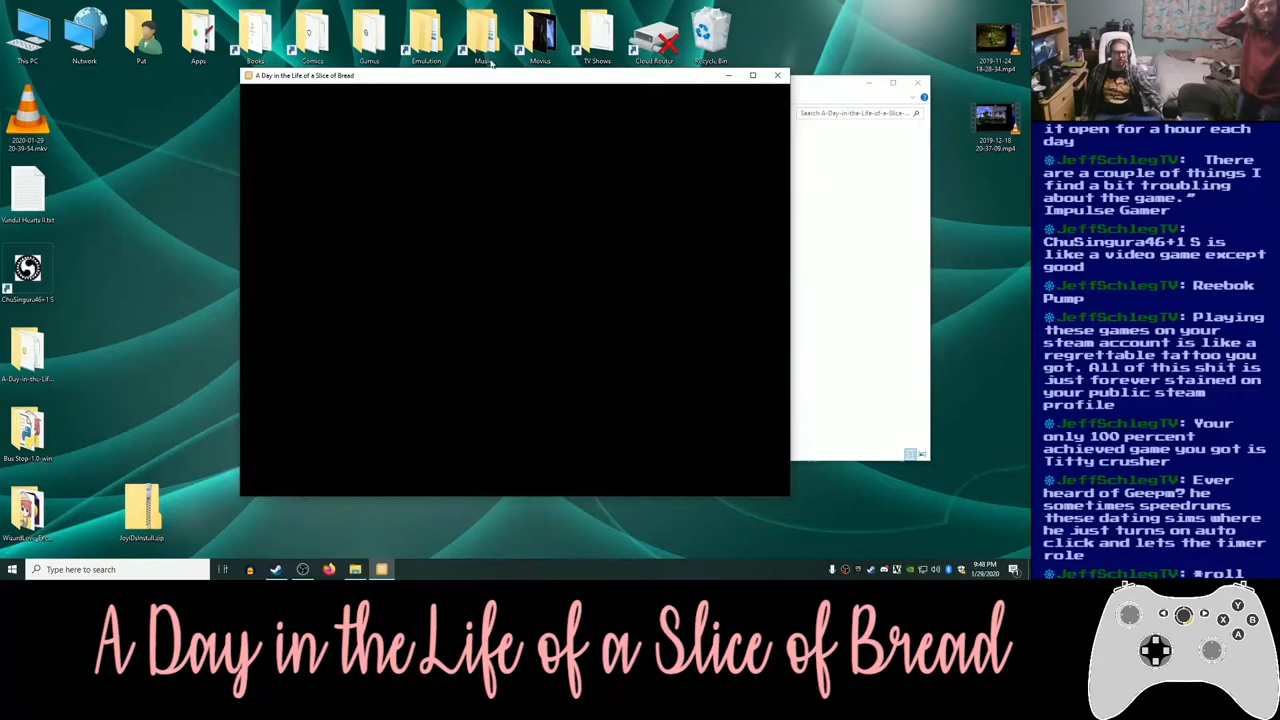 This PC
Network
Pat
Apps
Books
Comics
Games
Emulation
Music
Movies
TV Shows
Cloud Router
Recycle Bin
2019-11-24
18-28-34.mp4
A Day in the Life of a Slice of Bread
Search A-Day-in-the-Life-of-a-Slice-...
2020-01-29
20-39-54.mkv
2019-12-18
20-37-09.mp4
Vandul Hearts II.txt
ChuSingura46+1 S
A-Day-in-the-Lif...
Bus Stop-1.0-win
JoyIDsInstall.zip
Type here to search
9:48 PM
1/29/2020
it open for a hour each
day
JeffSchlegTV: "There
are a couple of things I
find a bit troubling
about the game."
Impulse Gamer
JeffSchlegTV:
ChuSingura46+1 S is
like a video game except
good
JeffSchlegTV: Reebok
Pump
JeffSchlegTV: Playing
these games on your
steam account is like a
regrettable tattoo you
got. All of this shit is
just forever stained on
your public steam
profile
JeffSchlegTV: Your
only 100 percent
achieved game you got is
Titty crusher
JeffSchlegTV: Ever
heard of Geepm? he
sometimes speedruns
these dating sims where
he just turns on auto
click and lets the timer
role
JeffSchlegTV: *roll
A Day in the Life of a Slice of Bread
Y
X
B
A